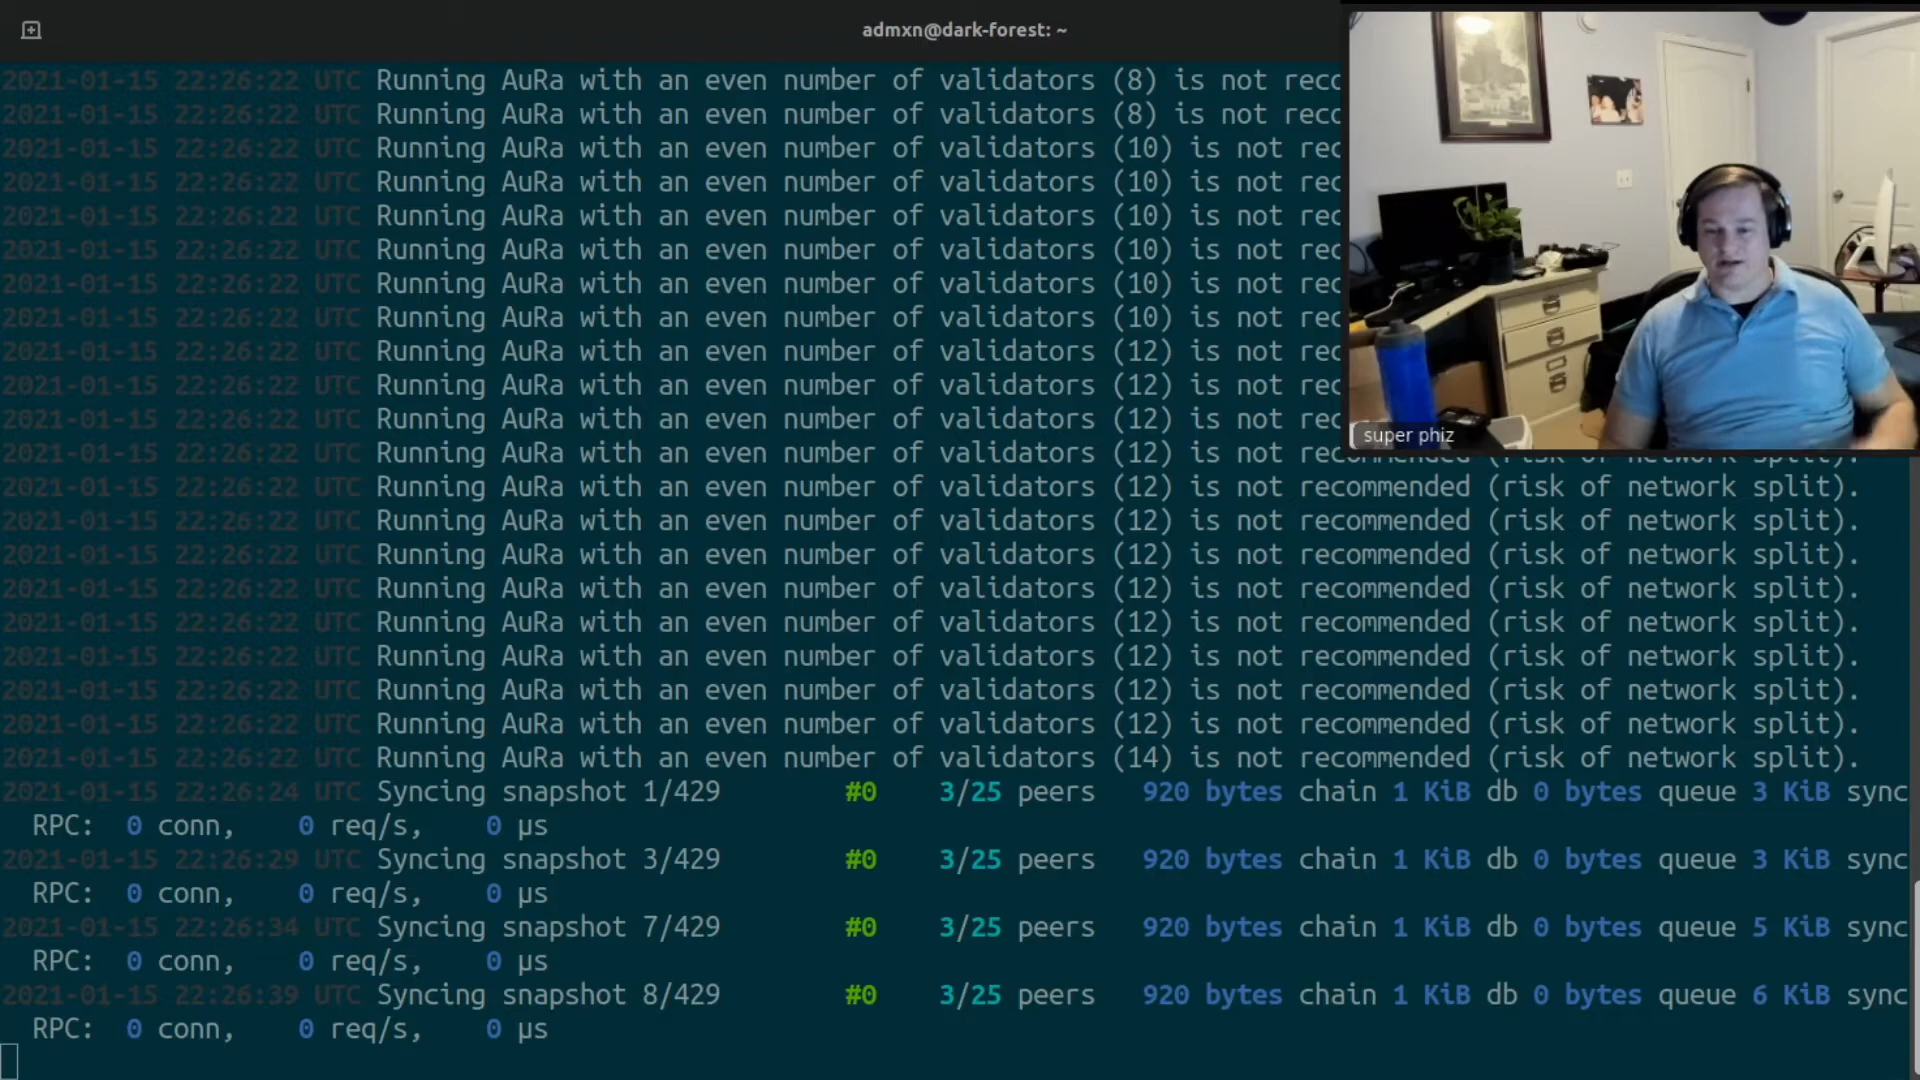 admxn@dark-forest: ~
2021-01-15 22:26:22 UTC Running AuRa with an even number of validators (8) is not reco
2021-01-15 22:26:22 UTC Running AuRa with an even number of validators (8) is not reco
2021-01-15 22:26:22 UTC Running AuRa with an even number of validators (10) is not rec
2021-01-15 22:26:22 UTC Running AuRa with an even number of validators (10) is not rec
2021-01-15 22:26:22 UTC Running AuRa with an even number of validators (10) is not rec
2021-01-15 22:26:22 UTC Running AuRa with an even number of validators (10) is not rec
2021-01-15 22:26:22 UTC Running AuRa with an even number of validators (10) is not rec
2021-01-15 22:26:22 UTC Running AuRa with an even number of validators (10) is not rec
2021-01-15 22:26:22 UTC Running AuRa with an even number of validators (12) is not rec
2021-01-15 22:26:22 UTC Running AuRa with an even number of validators (12) is not rec
2021-01-15 22:26:22 UTC Running AuRa with an even number of validators (12) is not rec
super phiz
2021-01-15 22:26:22 UTC Running AuRa with an even number of validators (12) is not recommended (risk of network split).
2021-01-15 22:26:22 UTC Running AuRa with an even number of validators (12) is not recommended (risk of network split).
2021-01-15 22:26:22 UTC Running AuRa with an even number of validators (12) is not recommended (risk of network split).
2021-01-15 22:26:22 UTC Running AuRa with an even number of validators (12) is not recommended (risk of network split).
2021-01-15 22:26:22 UTC Running AuRa with an even number of validators (12) is not recommended (risk of network split).
2021-01-15 22:26:22 UTC Running AuRa with an even number of validators (12) is not recommended (risk of network split).
2021-01-15 22:26:22 UTC Running AuRa with an even number of validators (12) is not recommended (risk of network split).
2021-01-15 22:26:22 UTC Running AuRa with an even number of validators (12) is not recommended (risk of network split).
2021-01-15 22:26:22 UTC Running AuRa with an even number of validators (12) is not recommended (risk of network split).
2021-01-15 22:26:22 UTC Running AuRa with an even number of validators (14) is not recommended (risk of network split).
2021-01-15 22:26:24 UTC Syncing snapshot 1/429 #0 3/25 peers 920 bytes chain 1 KiB db 0 bytes queue 3 KiB sync
RPC: 0 conn, 0 req/s, 0 µs
2021-01-15 22:26:29 UTC Syncing snapshot 3/429 #0 3/25 peers 920 bytes chain 1 KiB db 0 bytes queue 3 KiB sync
RPC: 0 conn, 0 req/s, 0 µs
2021-01-15 22:26:34 UTC Syncing snapshot 7/429 #0 3/25 peers 920 bytes chain 1 KiB db 0 bytes queue 5 KiB sync
RPC: 0 conn, 0 req/s, 0 µs
2021-01-15 22:26:39 UTC Syncing snapshot 8/429 #0 3/25 peers 920 bytes chain 1 KiB db 0 bytes queue 6 KiB sync
RPC: 0 conn, 0 req/s, 0 µs